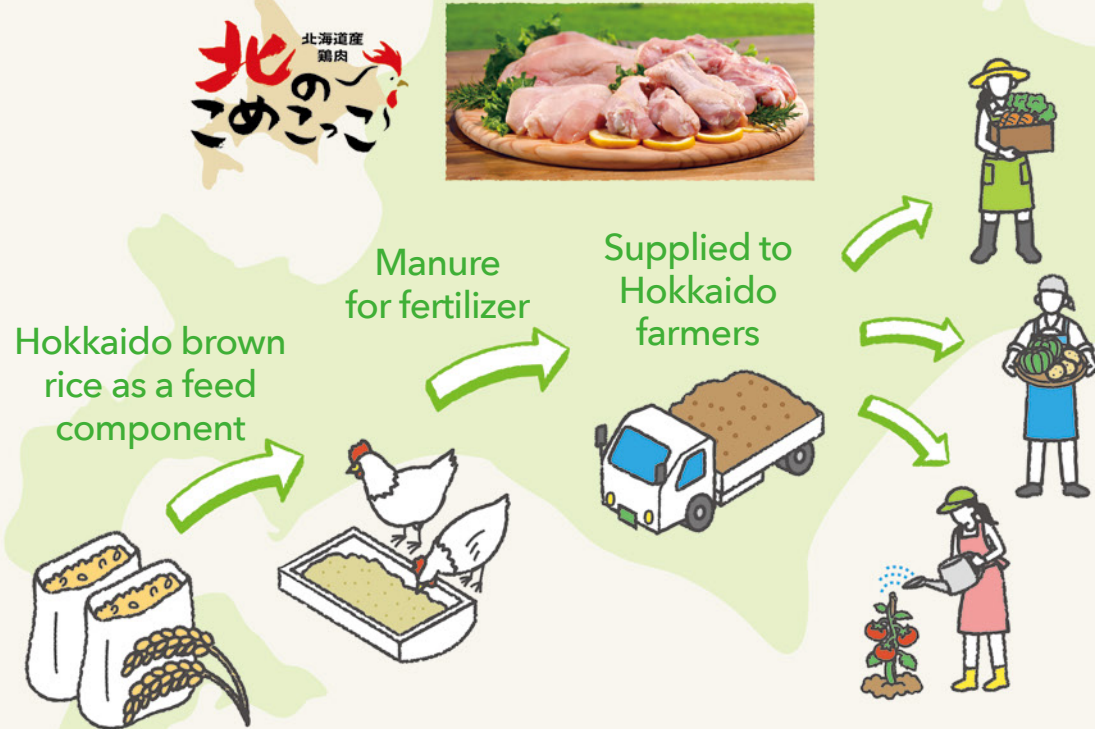 北海道産
鶏肉
北の
こめこっこ
Manure
for fertilizer
Supplied to
Hokkaido
farmers
Hokkaido brown
rice as a feed
component